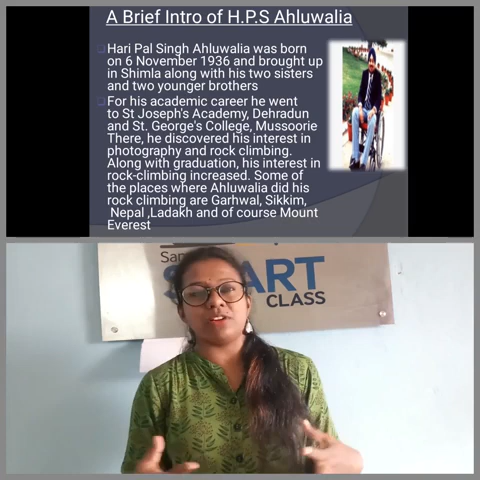 A Brief Intro of H.P.S Ahluwalia
Hari Pal Singh Ahluwalia was born
on 6 November 1936 and brought up
in Shimla along with his two sisters
and two younger brothers
For his academic career he went
to St Joseph's Academy, Dehradun
and St. George's College, Mussoorie
There, he discovered his interest in
photography and rock climbing.
Along with graduation, his interest in
rock-climbing increased. Some of
the places where Ahluwalia did his
rock climbing are Garhwal, Sikkim,
Nepal ,Ladakh and of course Mount
Everest
CLASS